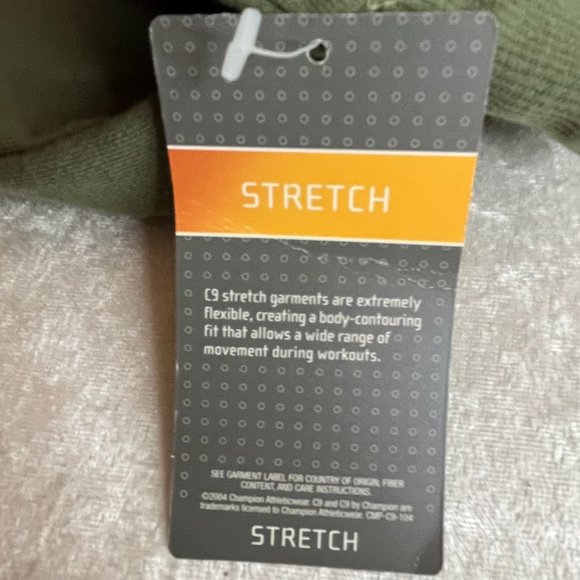 STRETCH
C9 stretch garments are extremely
flexible, creating a body-contouring
fit that allows a wide range of
movement during workouts.
SEE GARMENT LABEL FOR COUNTRY OF ORIGIN, FIBER
CONTENT, AND CARE INSTRUCTIONS.
©2004 Champion Athleticwear. C9 and C9 by Champion are
trademarks licensed to Champion Athleticwear. CMP-C9-104
STRETCH